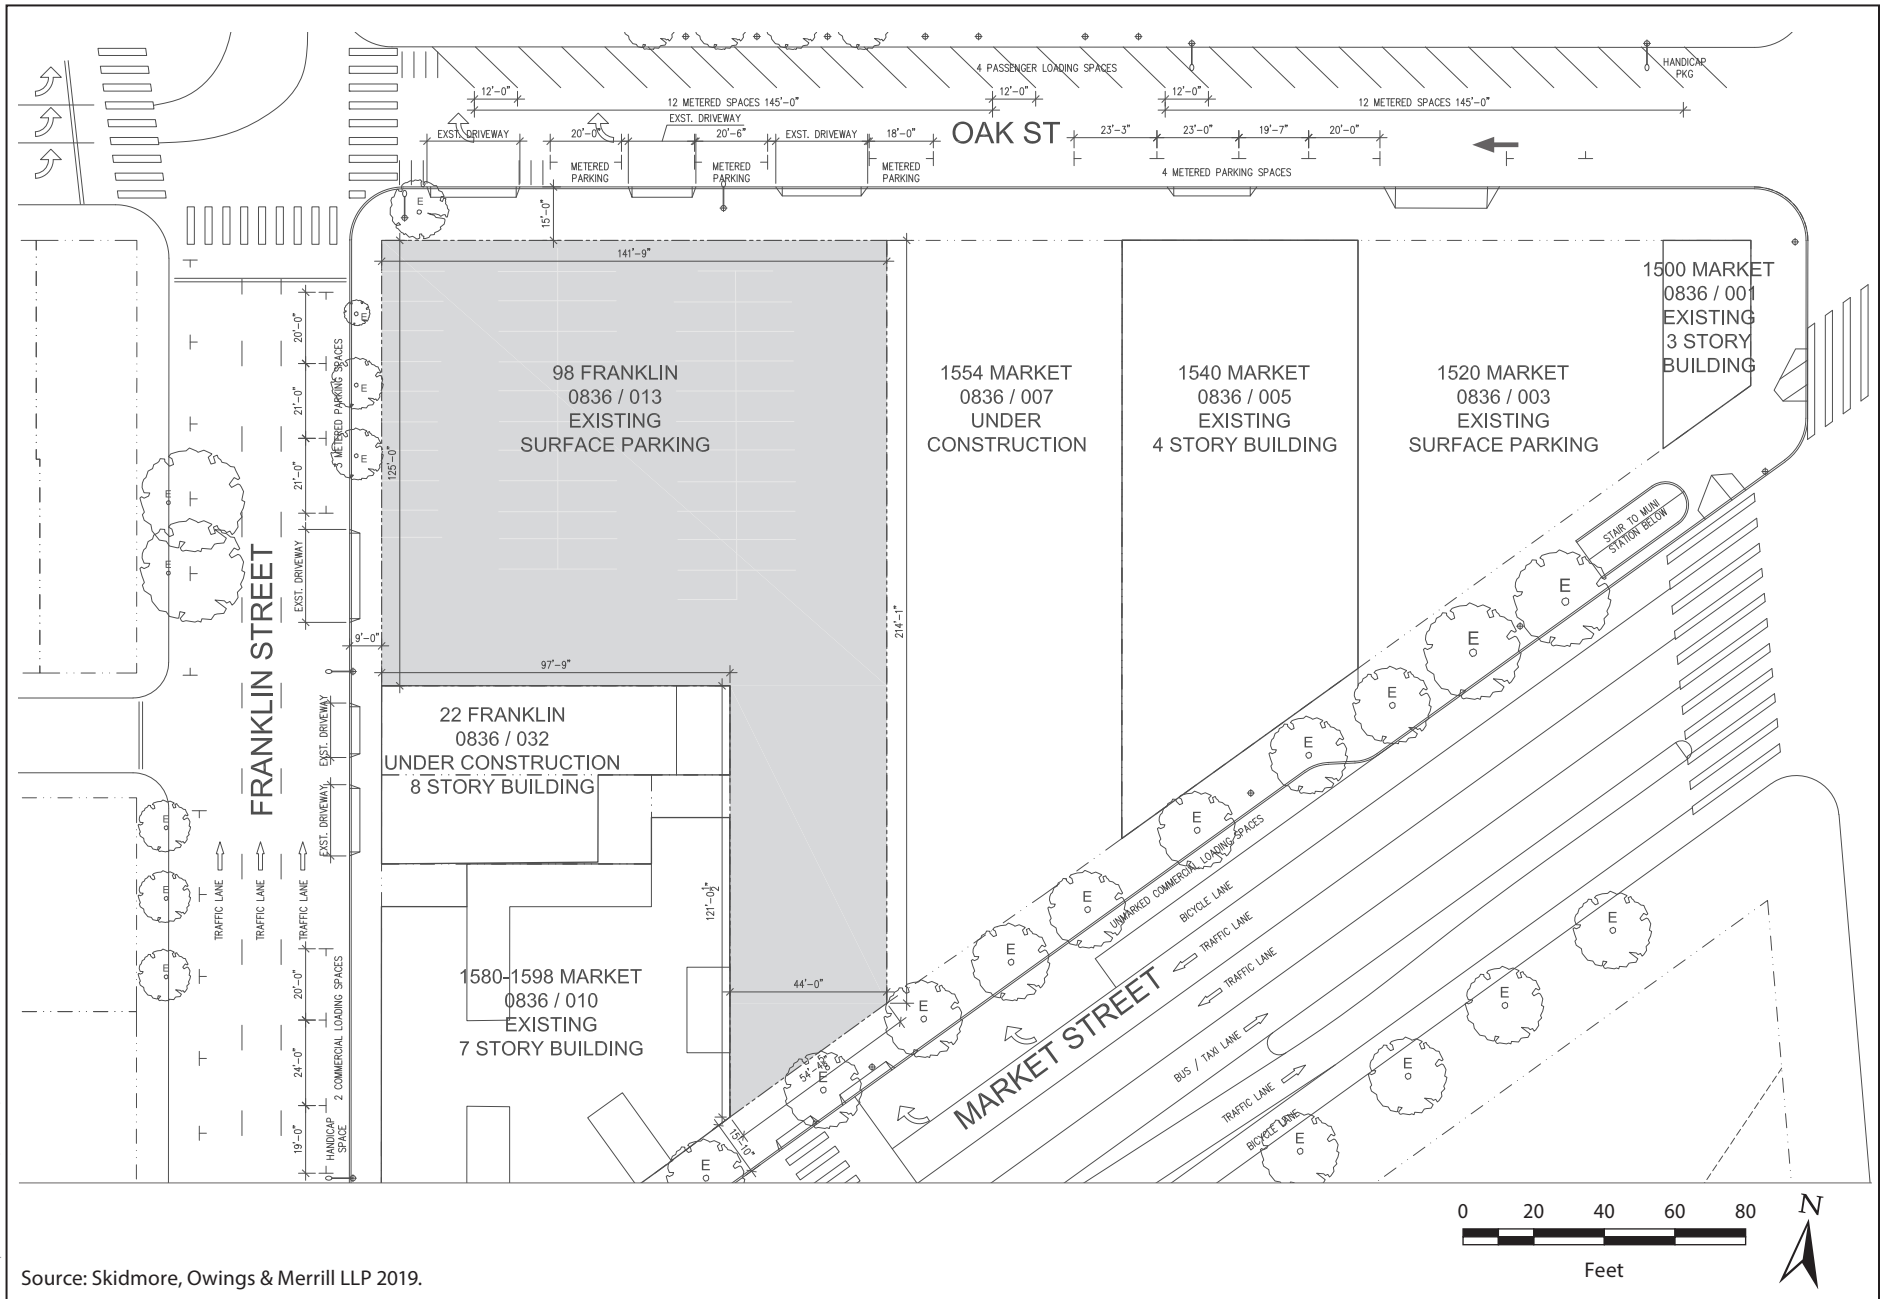 4 PASSENGER LOADING SPACES
HANDICAP
PKG
12'-0"
12 METERED SPACES 145'-0"
12'-0"
12'-0"
12 METERED SPACES 145'-0"
EXST. DRIVEWAY
20'-0"
EXST. DRIVEWAY
20'-6"
EXST. DRIVEWAY
18'-0"
OAK ST
23'-3"
23'-0"
19'-7"
20'-0"
METERED
PARKING
METERED
PARKING
METERED
PARKING
4 METERED PARKING SPACES
E
15'-0"
141'-9"
1500 MARKET
0836 / 001
EXISTING
3 STORY
BUILDING
20'-0"
21'-0"
21'-0"
3 METERED PARKING SPACES
E
E
E
125'-0"
98 FRANKLIN
0836 / 013
EXISTING
SURFACE PARKING
1554 MARKET
0836 / 007
UNDER
CONSTRUCTION
1540 MARKET
0836 / 005
EXISTING
4 STORY BUILDING
1520 MARKET
0836 / 003
EXISTING
SURFACE PARKING
STAIR TO MUNI
STATION BELOW
E
E
FRANKLIN STREET
EXST. DRIVEWAY
9'-0"
97'-9"
214'-1"
E
E
E
E
E
E
E
E
E
22 FRANKLIN
0836 / 032
UNDER CONSTRUCTION
8 STORY BUILDING
EXST. DRIVEWAY
EXST. DRIVEWAY
E
E
E
TRAFFIC LANE
TRAFFIC LANE
TRAFFIC LANE
121'-0½"
UNMARKED COMMERCIAL LOADING SPACES
BICYCLE LANE
TRAFFIC LANE
TRAFFIC LANE
1580-1598 MARKET
0836 / 010
EXISTING
7 STORY BUILDING
44'-0"
MARKET STREET
BUS / TAXI LANE
TRAFFIC LANE
BICYCLE LANE
E
E
E
E
20'-0"
24'-0"
2 COMMERCIAL LOADING SPACES
19'-0"
HANDICAP
SPACE
15'-10"
E
0 20 40 60 80
Feet
N
Source: Skidmore, Owings & Merrill LLP 2019.